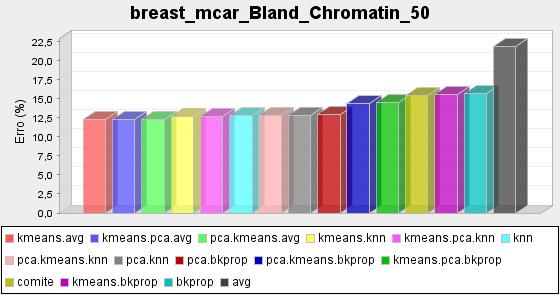 breast_mcar_Bland_Chromatin_50
Erro (%)
22,5
20,0
17,5
15,0
12,5
10,0
7,5
5,0
2,5
0,0
kmeans.avg kmeans.pca.avg pca.kmeans.avg kmeans.knn kmeans.pca.knn knn
pca.kmeans.knn pca.knn pca.bkprop pca.kmeans.bkprop kmeans.pca.bkprop
comite kmeans.bkprop bkprop avg